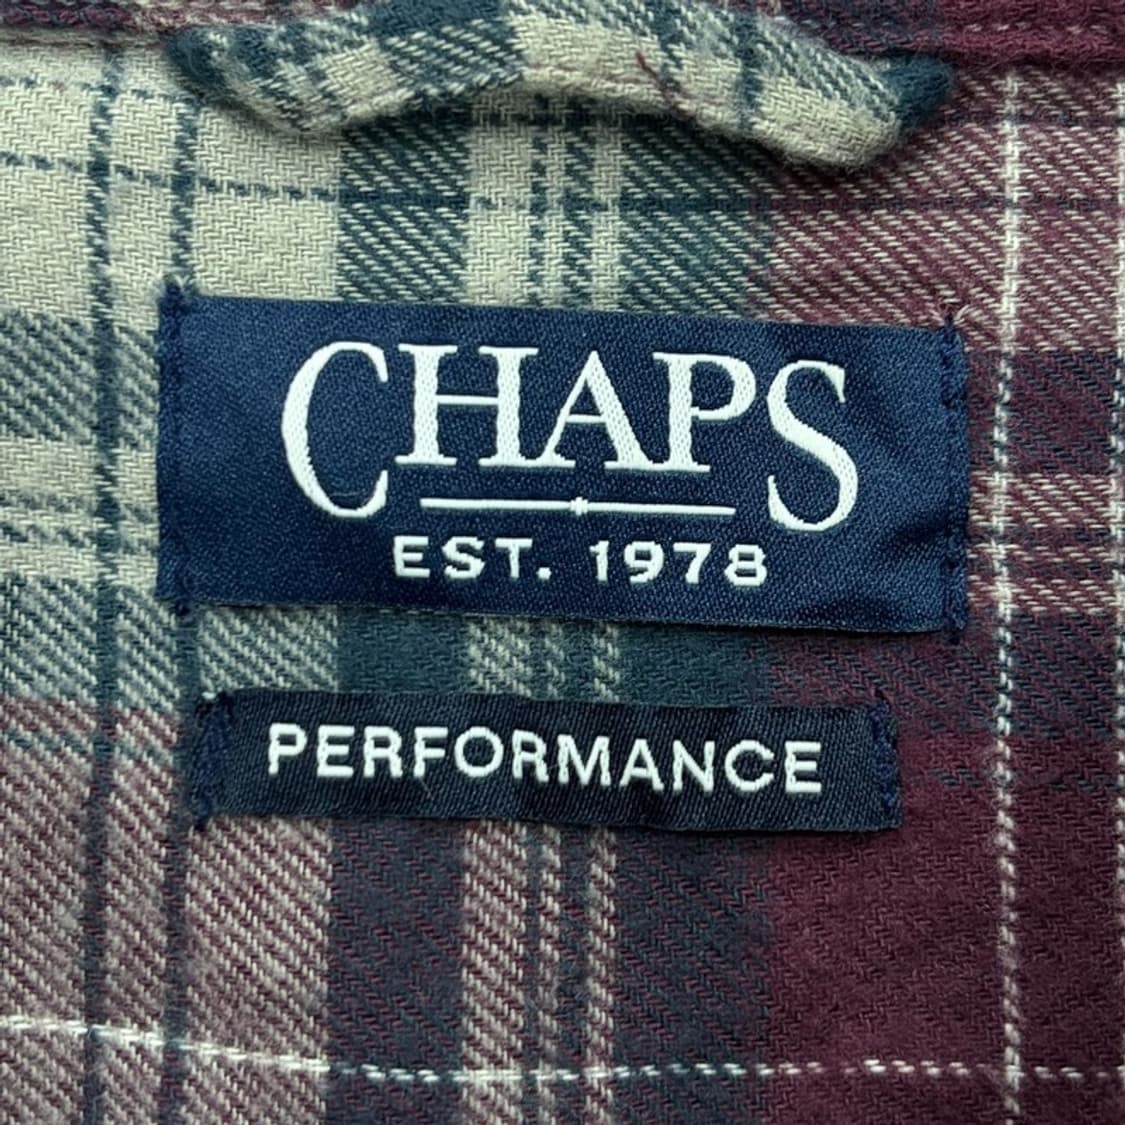 CHAPS
EST. 1978
PERFORMANCE